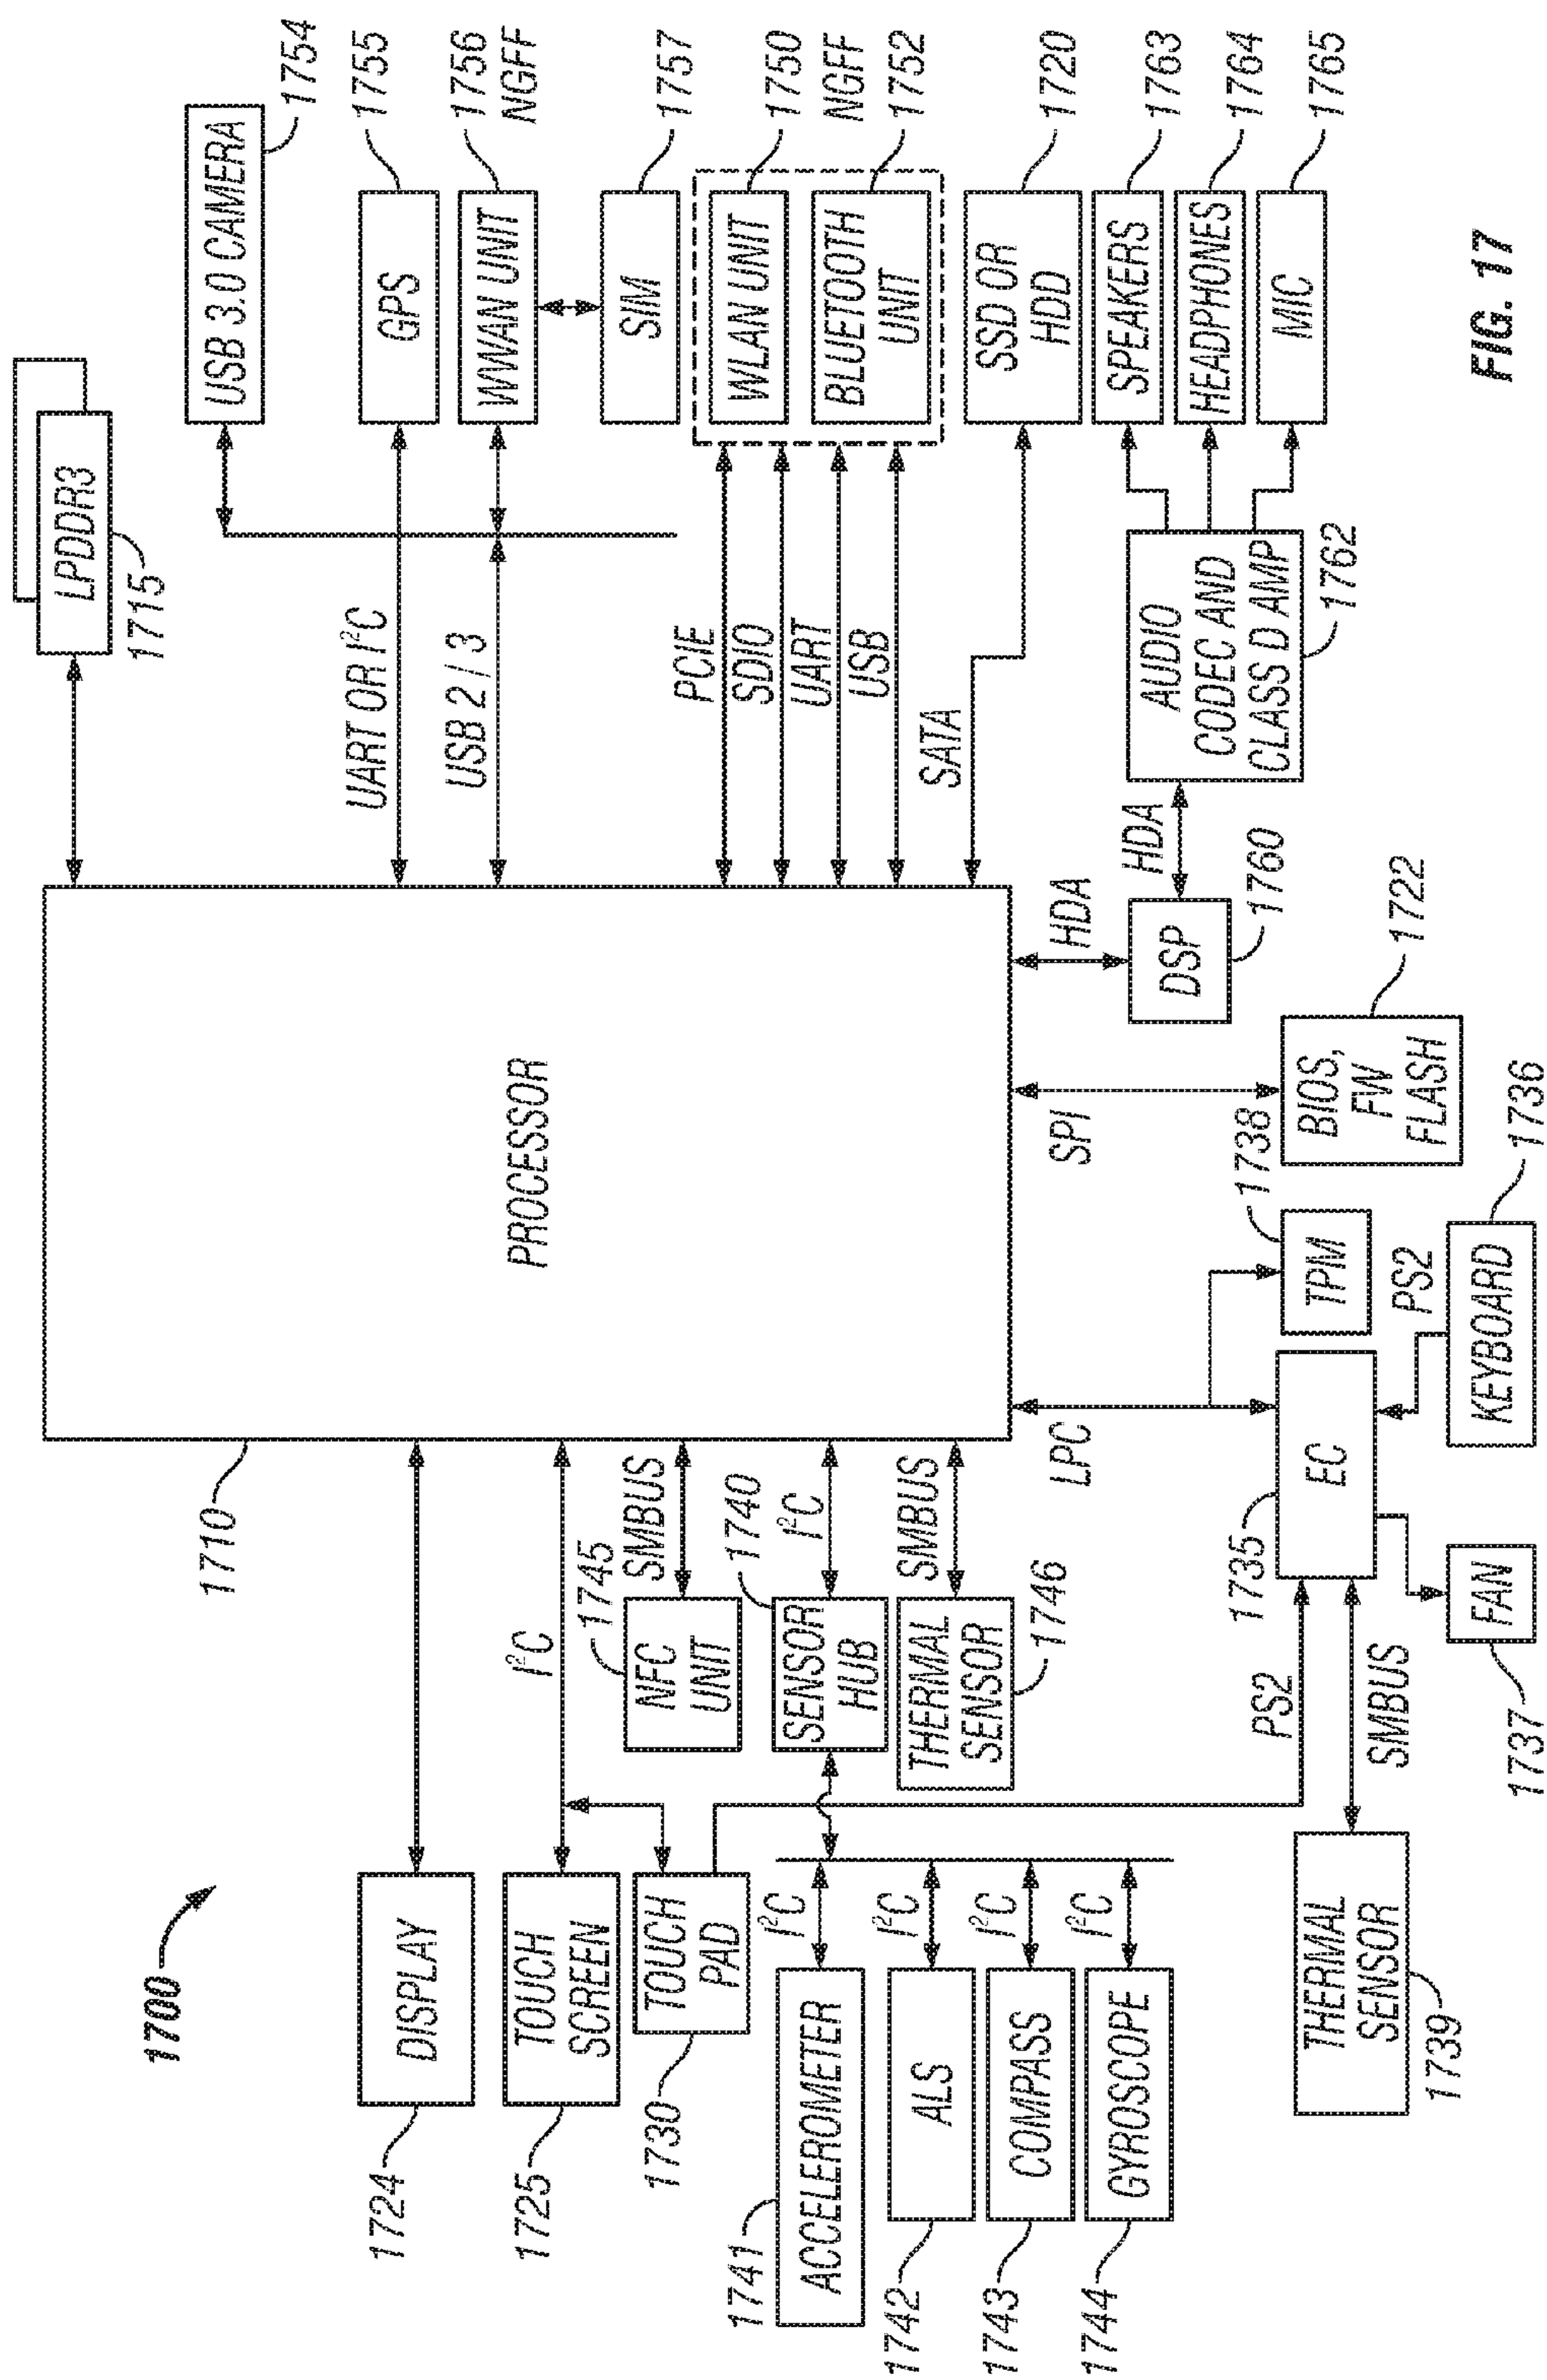 1700
LPDDR3
1715
USB 3.0 CAMERA
1754
GPS
1755
UART OR I²C
WWAN UNIT
1756
NGFF
USB 2 / 3
SIM
1757
WLAN UNIT
1750
NGFF
BLUETOOTH
UNIT
1752
PCIE
SDIO
UART
USB
SSD OR
HDD
1720
SATA
SPEAKERS
1763
HEADPHONES
1764
MIC
1765
AUDIO
CODEC AND
CLASS D AMP
1762
HDA
DSP
1760
HDA
PROCESSOR
1710
DISPLAY
1724
TOUCH
SCREEN
1725
I²C
TOUCH
PAD
1730
NFC
UNIT
1745
SMBUS
SENSOR
HUB
1740
I²C
THERMAL
SENSOR
1746
SMBUS
ACCELEROMETER
1741
I²C
ALS
1742
I²C
COMPASS
1743
I²C
GYROSCOPE
1744
I²C
THERMAL
SENSOR
1739
SMBUS
PS2
LPC
EC
1735
FAN
1737
KEYBOARD
1736
PS2
TPM
1738
SPI
BIOS,
FW
FLASH
1722
FIG. 17